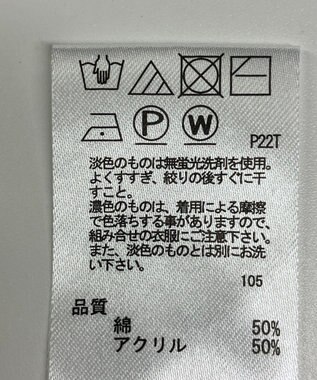 P W P22T
淡色のものは無蛍光洗剤を使用。
よくすすぎ、絞りの後すぐに干
すこと。
濃色のものは、着用による摩擦
で色落ちする事がありますので、
組み合せの衣服にご注意下さい。
また、淡色のものとは別にお洗
い下さい。
105
品質
綿 50%
アクリル 50%